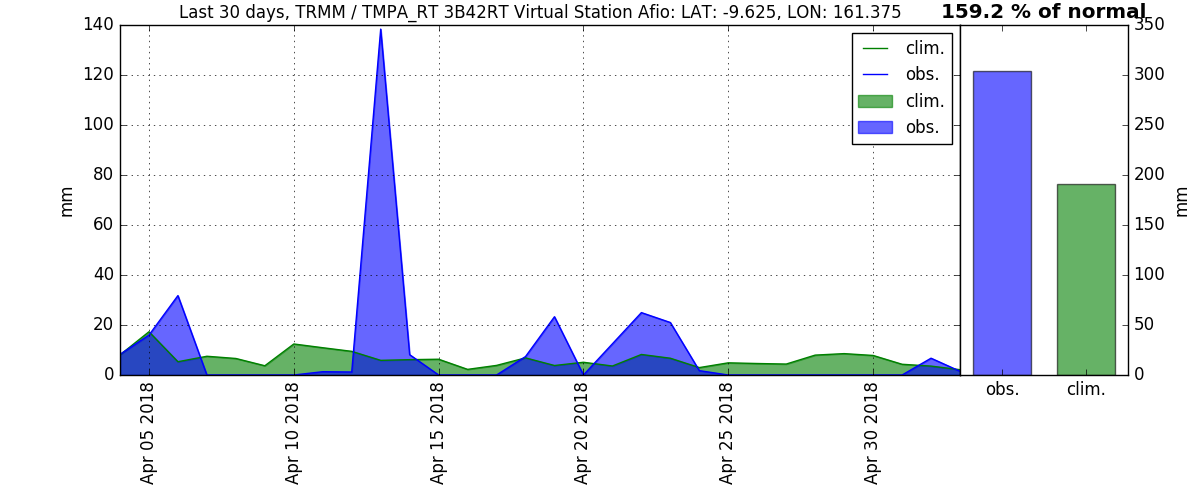 Last 30 days, TRMM / TMPA_RT 3B42RT Virtual Station Afio: LAT: -9.625, LON: 161.375
159.2 % of normal
mm
140
120
100
80
60
40
20
0
Apr 05 2018
Apr 10 2018
Apr 15 2018
Apr 20 2018
Apr 25 2018
Apr 30 2018
clim.
obs.
clim.
obs.
350
300
250
200
150
100
50
0
mm
obs.
clim.